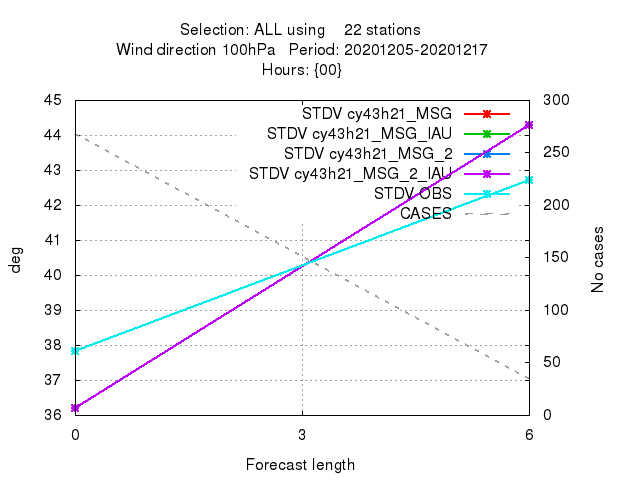 Selection: ALL using 22 stations
Wind direction 100hPa Period: 20201205-20201217
Hours: {00}
45 300
STDV cy43h21_MSG
44 STDV cy43h21_MSG_IAU
250
STDV cy43h21_MSG_2
43 STDV cy43h21_MSG_2_IAU
STDV OBS
42 200
CASES
41
deg
No cases
40 150
39 100
38
37 50
36 0
0 3 6
Forecast length